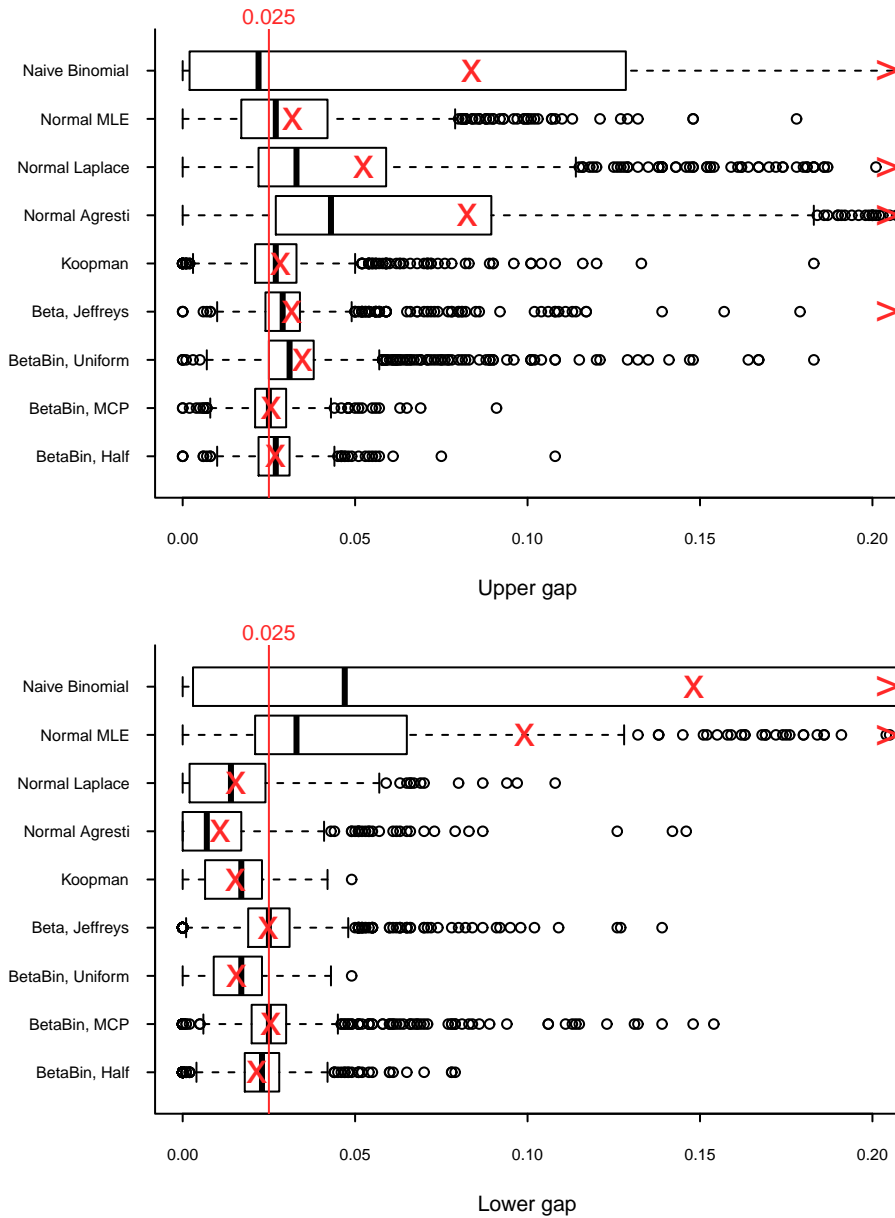 0.025
Naive Binomial
Normal MLE
Normal Laplace
Normal Agresti
Koopman
Beta, Jeffreys
BetaBin, Uniform
BetaBin, MCP
BetaBin, Half
0.00 0.05 0.10 0.15 0.20
Upper gap
0.025
Naive Binomial
Normal MLE
Normal Laplace
Normal Agresti
Koopman
Beta, Jeffreys
BetaBin, Uniform
BetaBin, MCP
BetaBin, Half
0.00 0.05 0.10 0.15 0.20
Lower gap